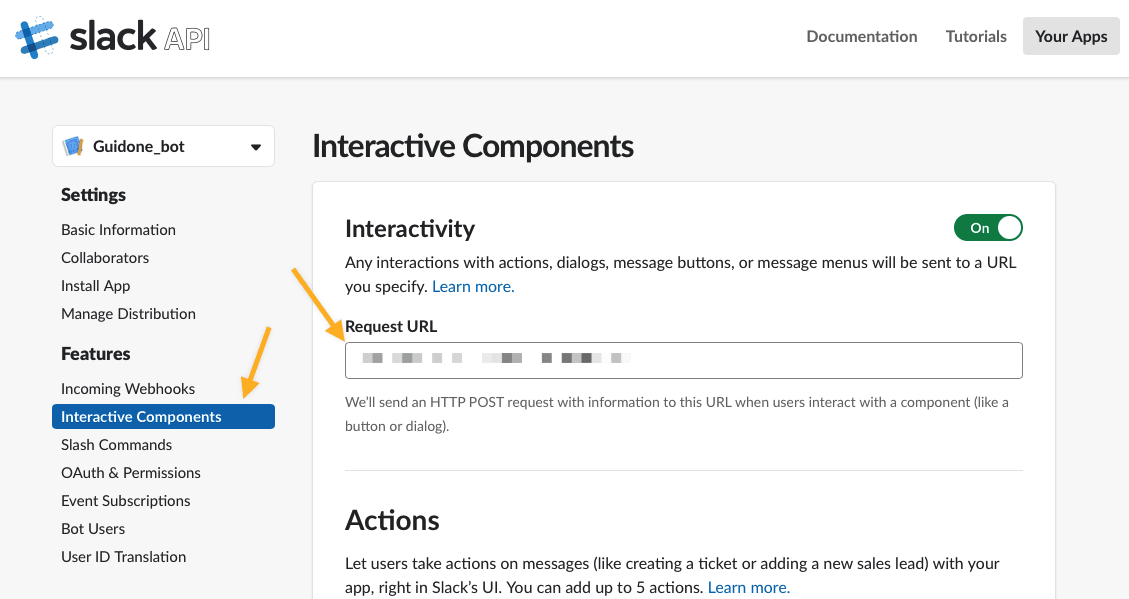 slack API
Documentation
Tutorials
Your Apps
Guidone_bot
Settings
Basic Information
Collaborators
Install App
Manage Distribution
Features
Incoming Webhooks
Interactive Components
Slash Commands
OAuth & Permissions
Event Subscriptions
Bot Users
User ID Translation
Interactive Components
Interactivity
On
Any interactions with actions, dialogs, message buttons, or message menus will be sent to a URL
you specify. Learn more.
Request URL
We'll send an HTTP POST request with information to this URL when users interact with a component (like a
button or dialog).
Actions
Let users take actions on messages (like creating a ticket or adding a new sales lead) with your
app, right in Slack's UI. You can add up to 5 actions. Learn more.